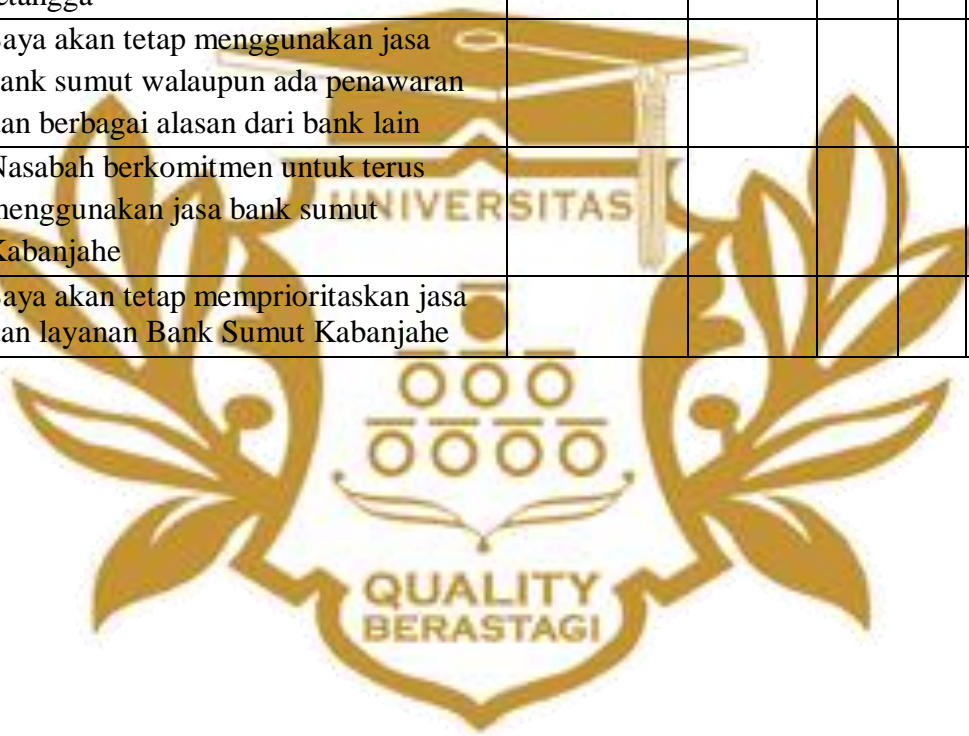 etangga
aya akan tetap menggunakan jasa
ank sumut walaupun ada penawaran
an berbagai alasan dari bank lain
Nasabah berkomitmen untuk terus
menggunakan jasa bank sumut
Kabanjahe
aya akan tetap memprioritaskan jasa
an layanan Bank Sumut Kabanjahe
UNIVERSITAS
QUALITY
BERASTAGI